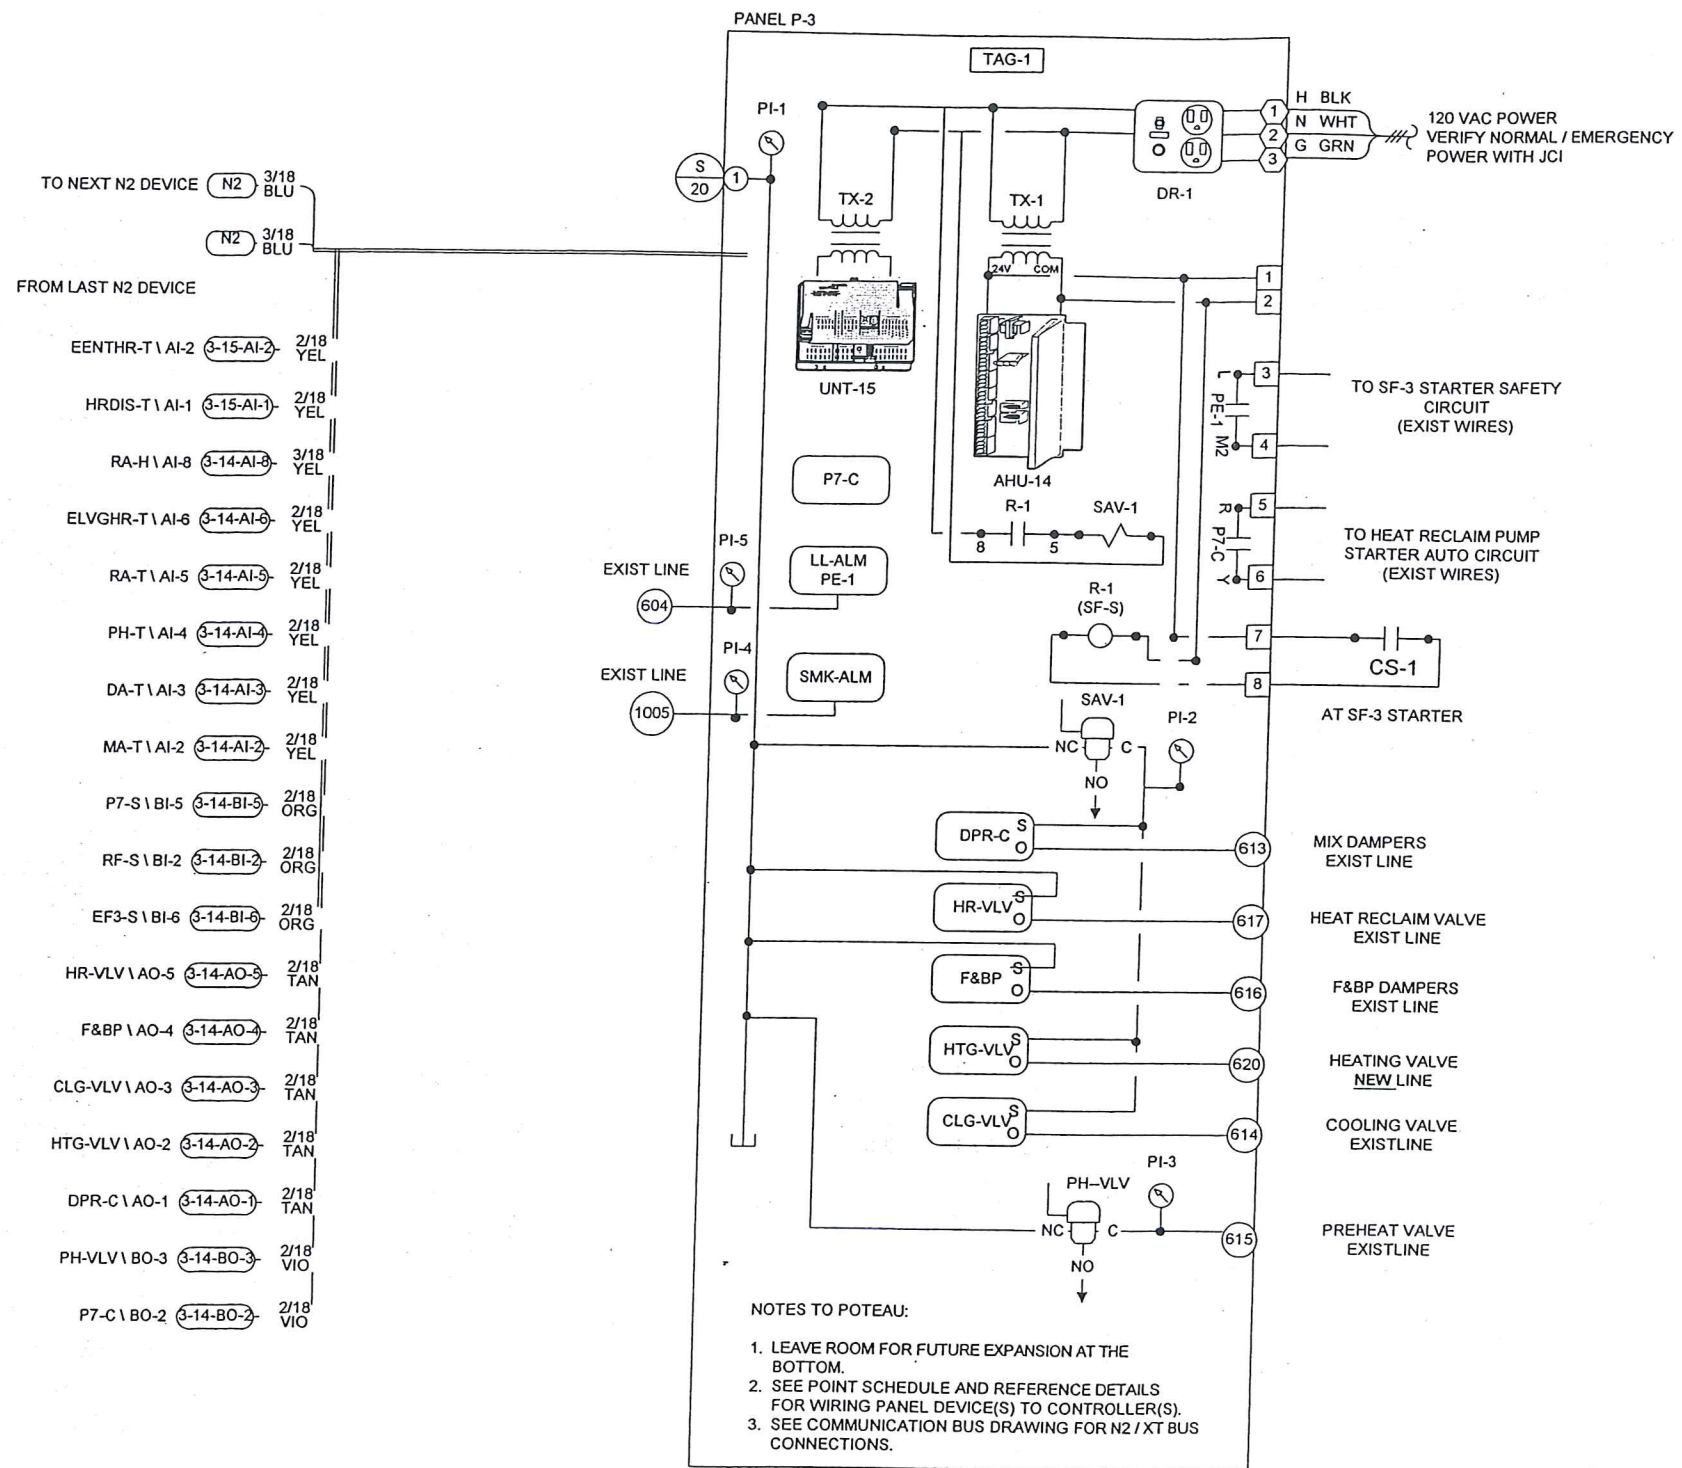 PANEL P-3
TAG-1
PI-1
S
20
1
TX-2
TX-1
DR-1
1
2
3
H BLK
N WHT
G GRN
120 VAC POWER
VERIFY NORMAL / EMERGENCY
POWER WITH JCI
TO NEXT N2 DEVICE N2 3/18
BLU
N2 3/18
BLU
FROM LAST N2 DEVICE
EENTHR-T \ AI-2 3-15-AI-2 2/18
YEL
HRDIS-T \ AI-1 3-15-AI-1 2/18
YEL
RA-H \ AI-8 3-14-AI-8 3/18
YEL
ELVGHR-T \ AI-6 3-14-AI-6 2/18
YEL
RA-T \ AI-5 3-14-AI-5 2/18
YEL
PH-T \ AI-4 3-14-AI-4 2/18
YEL
DA-T \ AI-3 3-14-AI-3 2/18
YEL
MA-T \ AI-2 3-14-AI-2 2/18
YEL
P7-S \ BI-5 3-14-BI-5 2/18
ORG
RF-S \ BI-2 3-14-BI-2 2/18
ORG
EF3-S \ BI-6 3-14-BI-6 2/18
ORG
HR-VLV \ AO-5 3-14-AO-5 2/18
TAN
F&BP \ AO-4 3-14-AO-4 2/18
TAN
CLG-VLV \ AO-3 3-14-AO-3 2/18
TAN
HTG-VLV \ AO-2 3-14-AO-2 2/18
TAN
DPR-C \ AO-1 3-14-AO-1 2/18
TAN
PH-VLV \ BO-3 3-14-BO-3 2/18
VIO
P7-C \ BO-2 3-14-BO-2 2/18
VIO
24V COM
1
2
UNT-15
AHU-14
3
L
PE-1
M2
4
TO SF-3 STARTER SAFETY
CIRCUIT
(EXIST WIRES)
P7-C
R-1
SAV-1
8
5
5
R
P7-C
Y
6
TO HEAT RECLAIM PUMP
STARTER AUTO CIRCUIT
(EXIST WIRES)
PI-5
EXIST LINE
604
LL-ALM
PE-1
R-1
(SF-S)
7
CS-1
8
AT SF-3 STARTER
PI-4
EXIST LINE
1005
SMK-ALM
SAV-1
NC
C
NO
PI-2
DPR-C
S
O
613
MIX DAMPERS
EXIST LINE
HR-VLV
S
O
617
HEAT RECLAIM VALVE
EXIST LINE
F&BP
S
O
616
F&BP DAMPERS
EXIST LINE
HTG-VLV
S
O
620
HEATING VALVE
NEW LINE
CLG-VLV
S
O
614
COOLING VALVE
EXISTLINE
PI-3
PH-VLV
NC
C
NO
615
PREHEAT VALVE
EXISTLINE
NOTES TO POTEAU:
1. LEAVE ROOM FOR FUTURE EXPANSION AT THE
BOTTOM.
2. SEE POINT SCHEDULE AND REFERENCE DETAILS
FOR WIRING PANEL DEVICE(S) TO CONTROLLER(S).
3. SEE COMMUNICATION BUS DRAWING FOR N2 / XT BUS
CONNECTIONS.